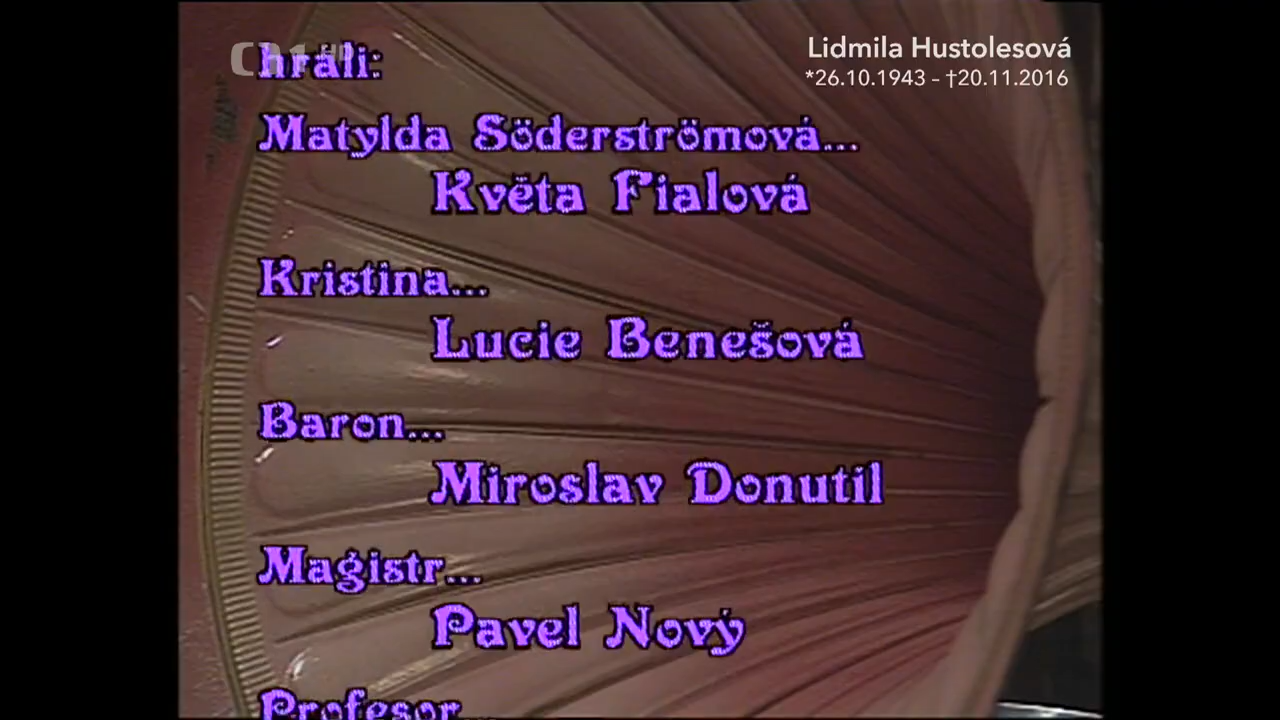 Lidmila Hustolesová
*26.10.1943 - †20.11.2016
hráli:
Matylda Söderströmová...
Květa Fialová
Kristina...
Lucie Benešová
Baron...
Miroslav Donutil
Magistr...
Pavel Nový
Profesor...